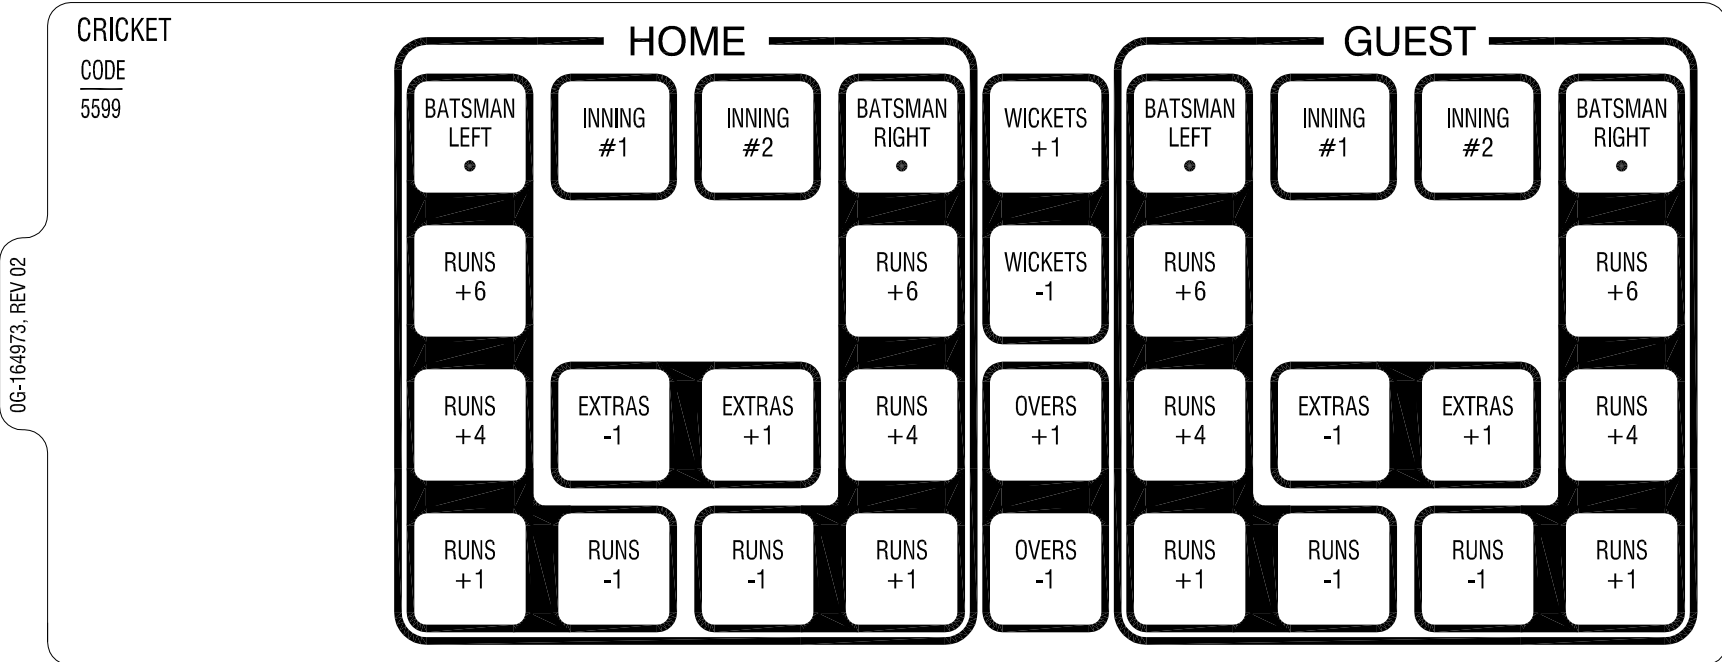 CRICKET
CODE
5599
0G-164973, REV 02
HOME
GUEST
BATSMAN
LEFT
INNING
#1
INNING
#2
BATSMAN
RIGHT
WICKETS
+1
BATSMAN
LEFT
INNING
#1
INNING
#2
BATSMAN
RIGHT
RUNS
+6
RUNS
+6
WICKETS
-1
RUNS
+6
RUNS
+6
RUNS
+4
EXTRAS
-1
EXTRAS
+1
RUNS
+4
OVERS
+1
RUNS
+4
EXTRAS
-1
EXTRAS
+1
RUNS
+4
RUNS
+1
RUNS
-1
RUNS
-1
RUNS
+1
OVERS
-1
RUNS
+1
RUNS
-1
RUNS
-1
RUNS
+1